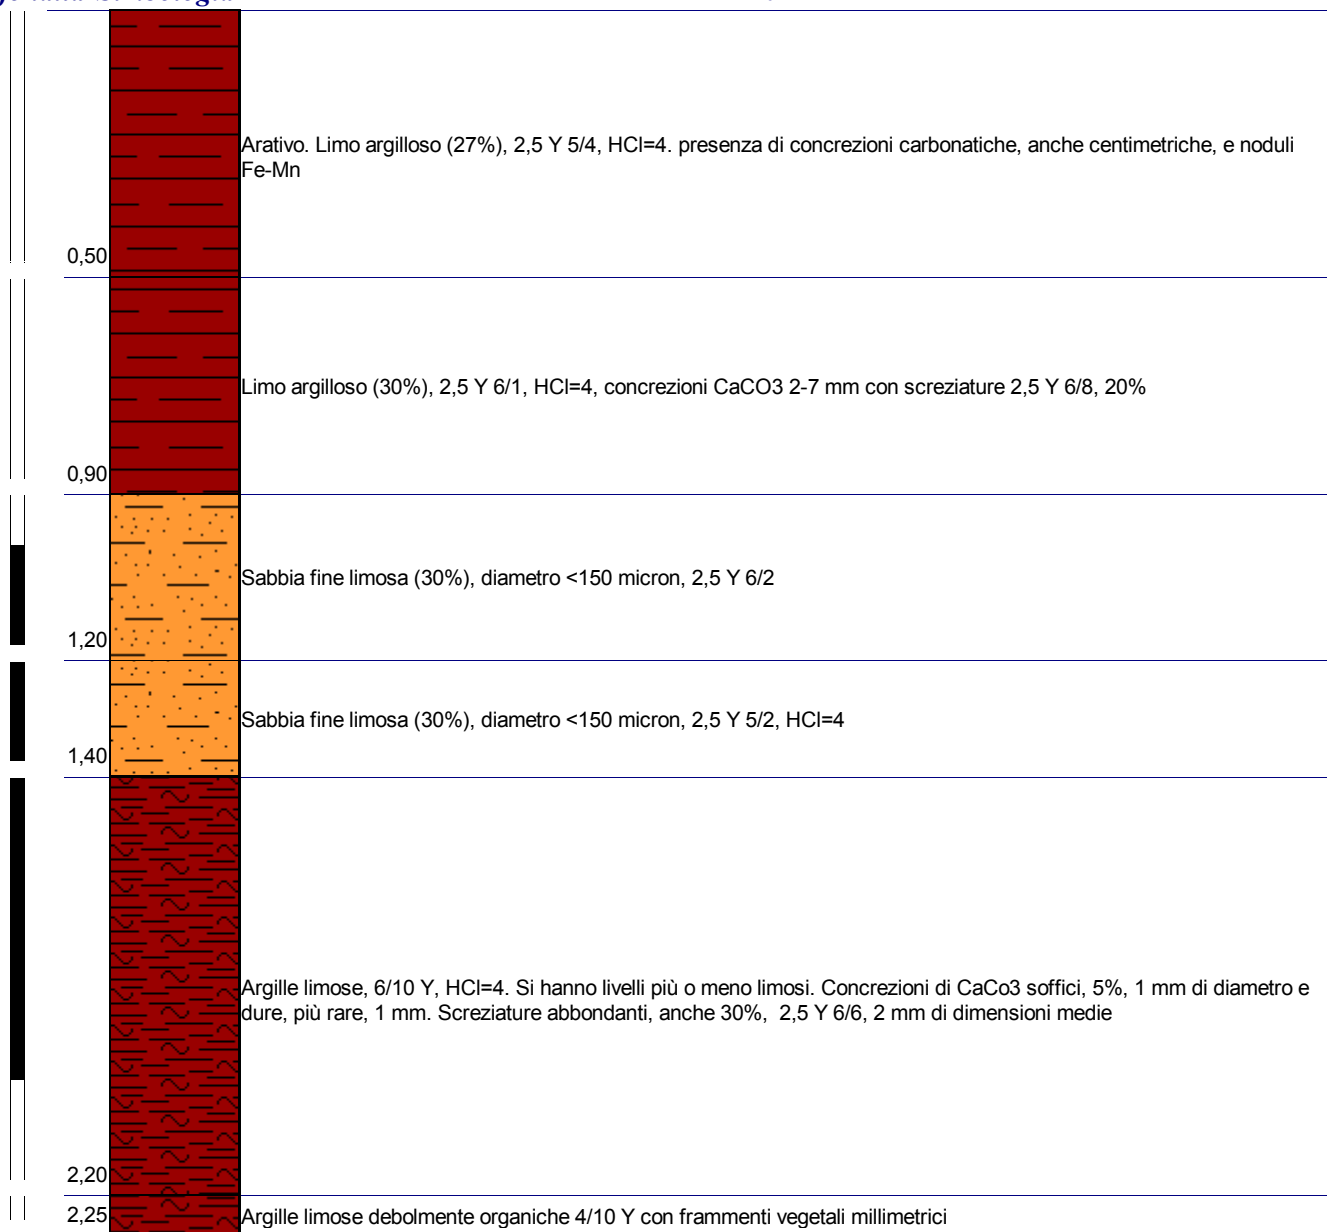 Arativo. Limo argilloso (27%), 2,5 Y 5/4, HCl=4. presenza di concrezioni carbonatiche, anche centimetriche, e noduli
Fe-Mn
0,50
Limo argilloso (30%), 2,5 Y 6/1, HCl=4, concrezioni CaCO3 2-7 mm con screziature 2,5 Y 6/8, 20%
0,90
Sabbia fine limosa (30%), diametro <150 micron, 2,5 Y 6/2
1,20
Sabbia fine limosa (30%), diametro <150 micron, 2,5 Y 5/2, HCl=4
1,40
Argille limose, 6/10 Y, HCl=4. Si hanno livelli più o meno limosi. Concrezioni di CaCo3 soffici, 5%, 1 mm di diametro e
dure, più rare, 1 mm. Screziature abbondanti, anche 30%,  2,5 Y 6/6, 2 mm di dimensioni medie
2,20
2,25
Argille limose debolmente organiche 4/10 Y con frammenti vegetali millimetrici